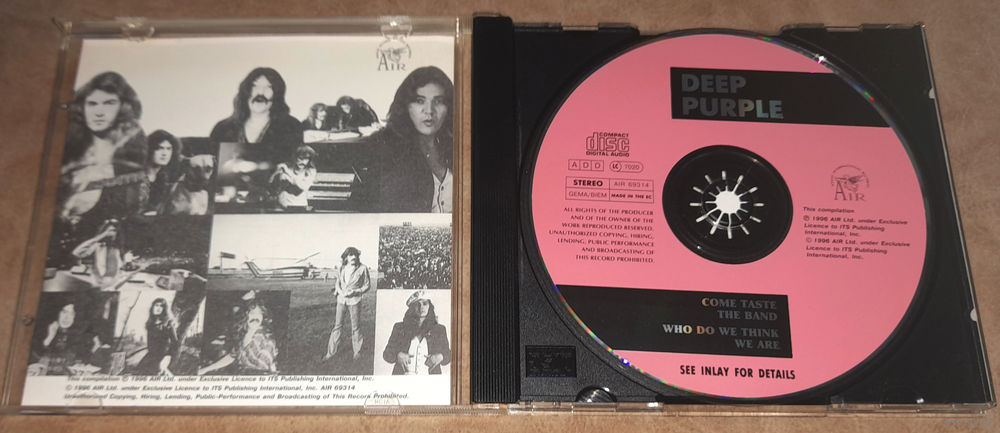 AIR
This compilation ℗ 1996 AIR Ltd. under Exclusive Licence to ITS Publishing International, Inc.
© 1996 AIR Ltd. under Exclusive Licence to ITS Publishing International, Inc. AIR 69314
Unauthorized Copying, Hiring, Lending, Public-Performance and Broadcasting of This Record Prohibited.
DEEP
PURPLE
COMPACT
disc
DIGITAL AUDIO
ADD
LC 7020
STEREO
AIR 69314
GEMA/BIEM
MADE IN THE EC
ALL RIGHTS OF THE PRODUCER
AND OF THE OWNER OF THE
WORK REPRODUCED RESERVED.
UNAUTHORIZED COPYING, HIRING,
LENDING, PUBLIC PERFORMANCE
AND BROADCASTING OF
THIS RECORD PROHIBITED.
AIR
This compilation
℗ 1996 AIR Ltd. under Exclusive
Licence to ITS Publishing
International, Inc.
© 1996 AIR Ltd. under Exclusive
Licence to ITS Publishing
International, Inc.
COME TASTE
THE BAND
WHO DO WE THINK
WE ARE
SEE INLAY FOR DETAILS